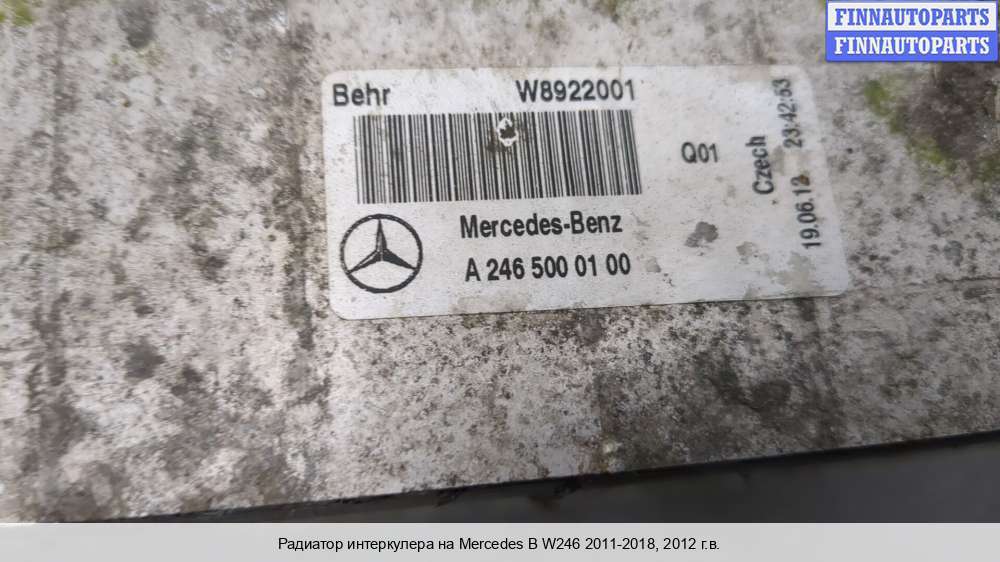 FINNAUTOPARTS
FINNAUTOPARTS
Behr W8922001
Q01
Czech
19.06.12 23:42:53
Mercedes-Benz
A 246 500 01 00
Радиатор интеркулера на Mercedes B W246 2011-2018, 2012 г.в.